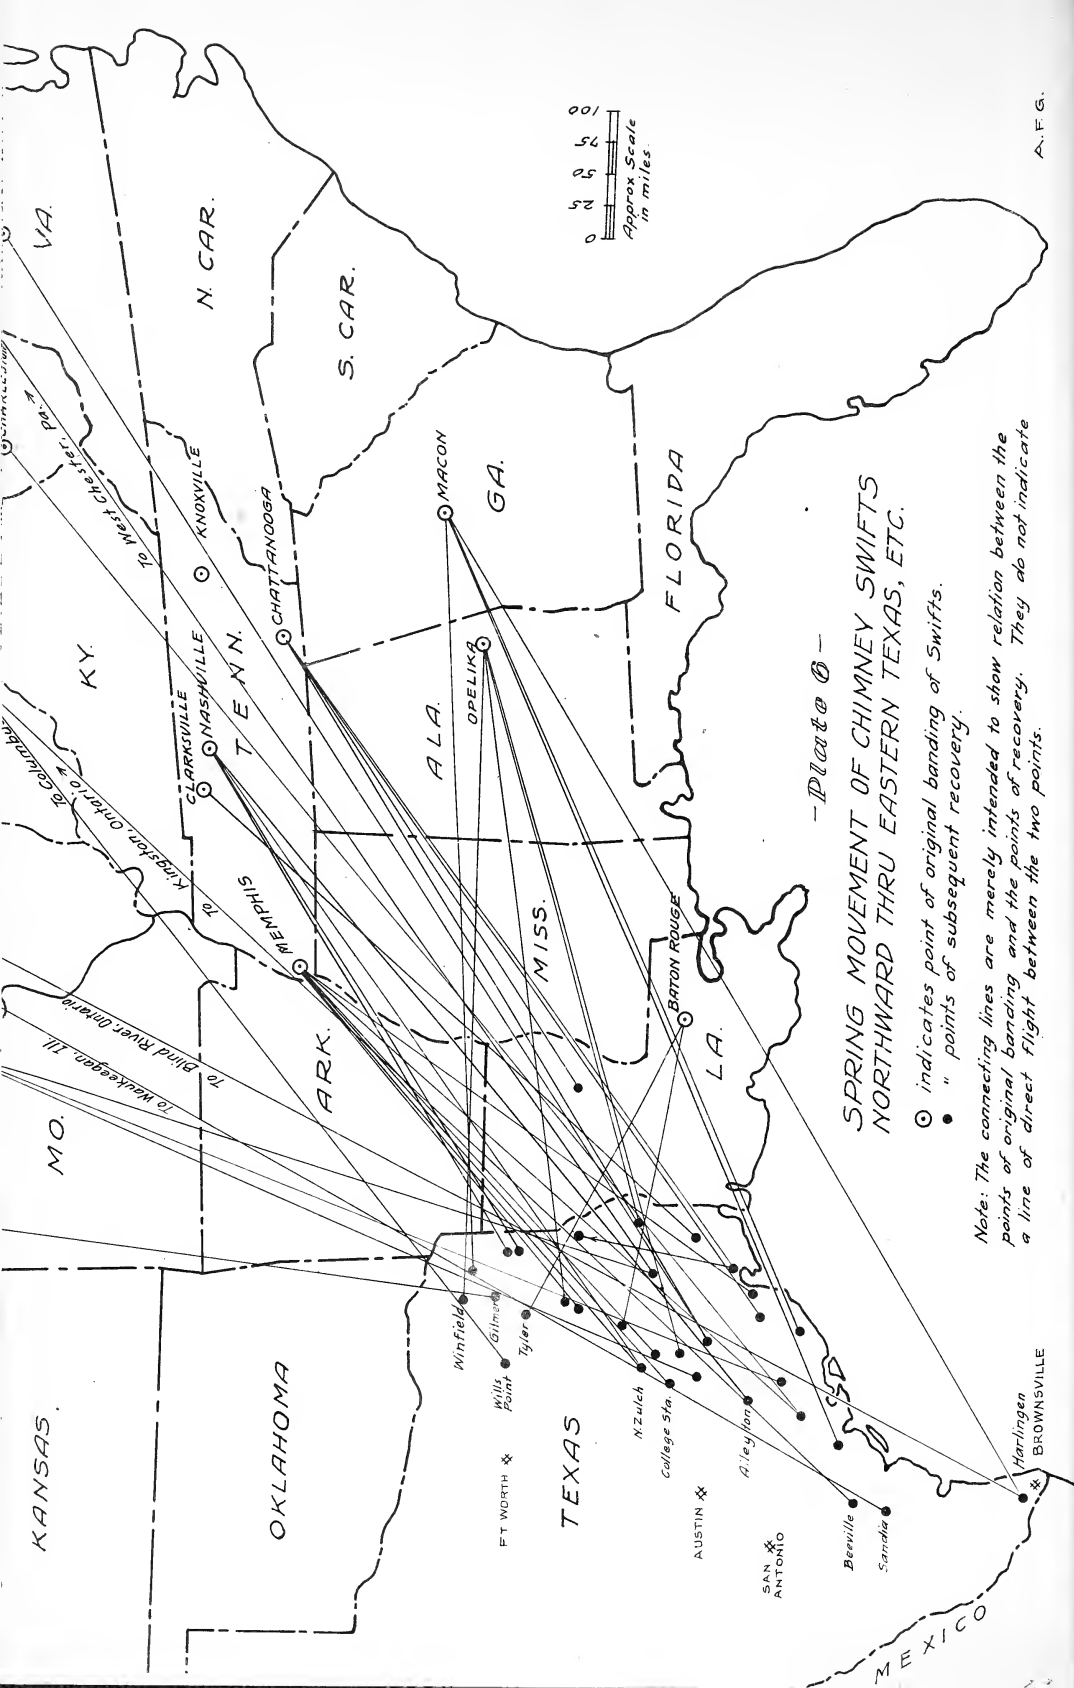 KANSAS.
MO.
KY.
VA.
OKLAHOMA
ARK.
TENN.
N. CAR.
S. CAR.
TEXAS
MISS.
ALA.
GA.
LA.
FLORIDA
MEXICO
To Waukeegan, Ill.
To Blind River, Ontario
To Kingston, Ontario
To Columbu
To West Chester, Pa.
MEMPHIS
CLARKSVILLE
NASHVILLE
KNOXVILLE
CHATTANOOGA
OPELIKA
MACON
BATON ROUGE
Winfield
Gilmer
Tyler
Wills
Point
FT WORTH
N. Zulch
College Sta.
AUSTIN
Alleyton
SAN
ANTONIO
Beeville
Sandia
Harlingen
BROWNSVILLE
0 25 50 75 100
Approx Scale
in miles.
-Plate 6-
SPRING MOVEMENT OF CHIMNEY SWIFTS
NORTHWARD THRU EASTERN TEXAS, ETC.
indicates point of original banding of Swifts.
" points of subsequent recovery.
Note: The connecting lines are merely intended to show relation between the
points of original banding and the points of recovery. They do not indicate
a line of direct flight between the two points.
A.F.G.